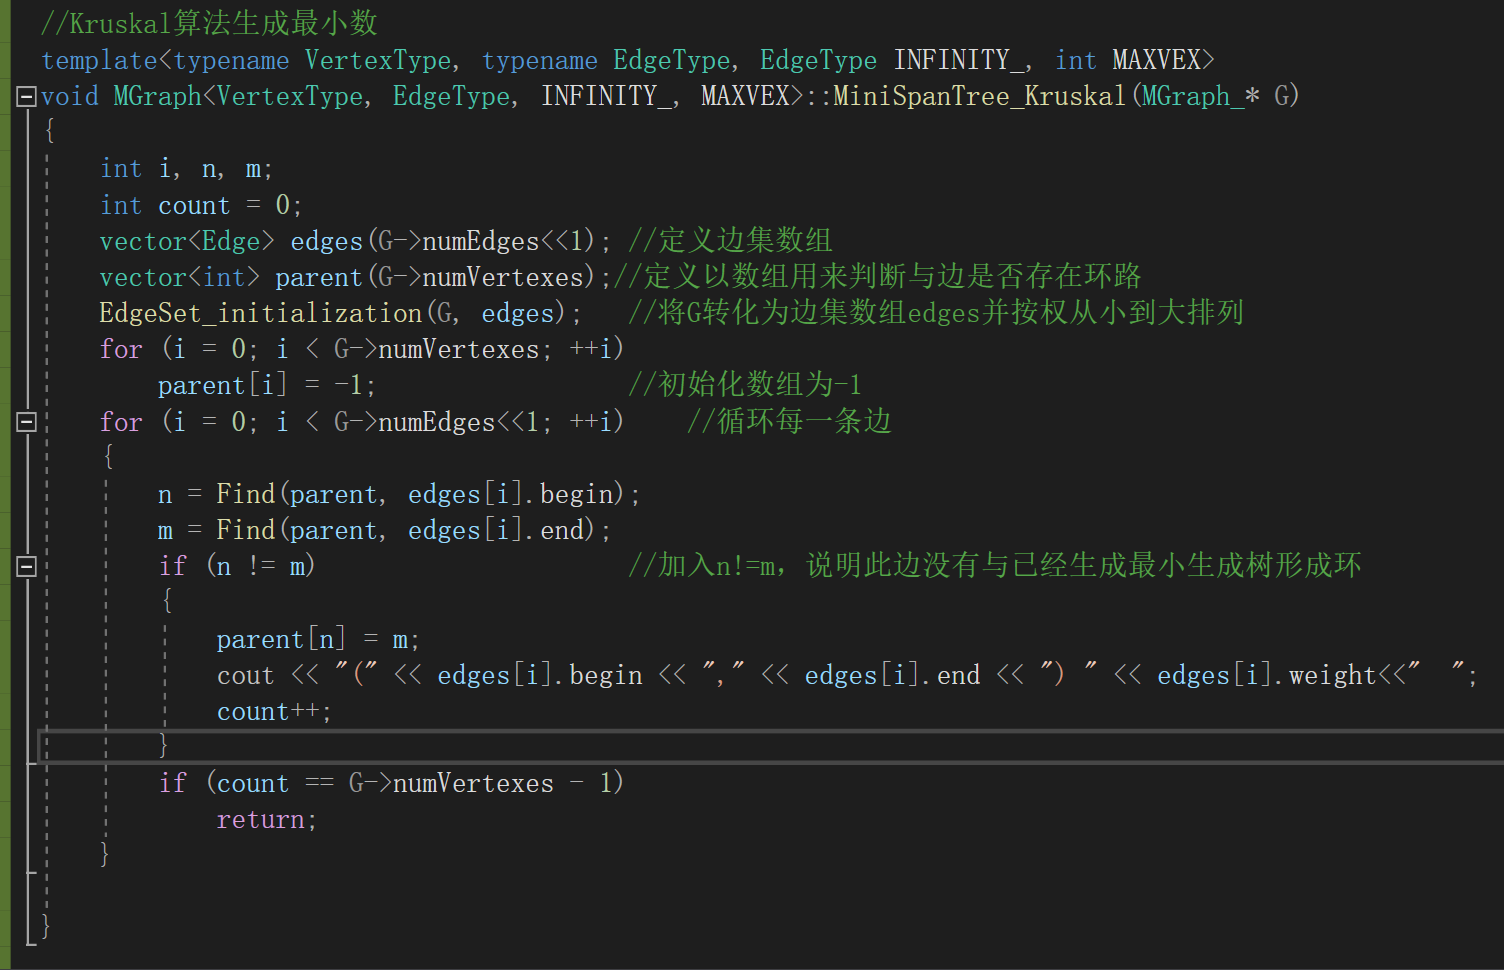 //Kruskal算法生成最小数
template<typename VertexType, typename EdgeType, EdgeType INFINITY_, int MAXVEX>
void MGraph<VertexType, EdgeType, INFINITY_, MAXVEX>::MiniSpanTree_Kruskal(MGraph_* G)
{
    int i, n, m;
    int count = 0;
    vector<Edge> edges(G->numEdges<<1); //定义边集数组
    vector<int> parent(G->numVertexes);//定义以数组用来判断与边是否存在环路
    EdgeSet_initialization(G, edges);   //将G转化为边集数组edges并按权从小到大排列
    for (i = 0; i < G->numVertexes; ++i)
        parent[i] = -1;                 //初始化数组为-1
    for (i = 0; i < G->numEdges<<1; ++i)    //循环每一条边
    {
        n = Find(parent, edges[i].begin);
        m = Find(parent, edges[i].end);
        if (n != m)                     //加入n!=m，说明此边没有与已经生成最小生成树形成环
        {
            parent[n] = m;
            cout << "(" << edges[i].begin << "," << edges[i].end << ") " << edges[i].weight<<"  ";
            count++;
        }
        if (count == G->numVertexes - 1)
            return;
    }
}